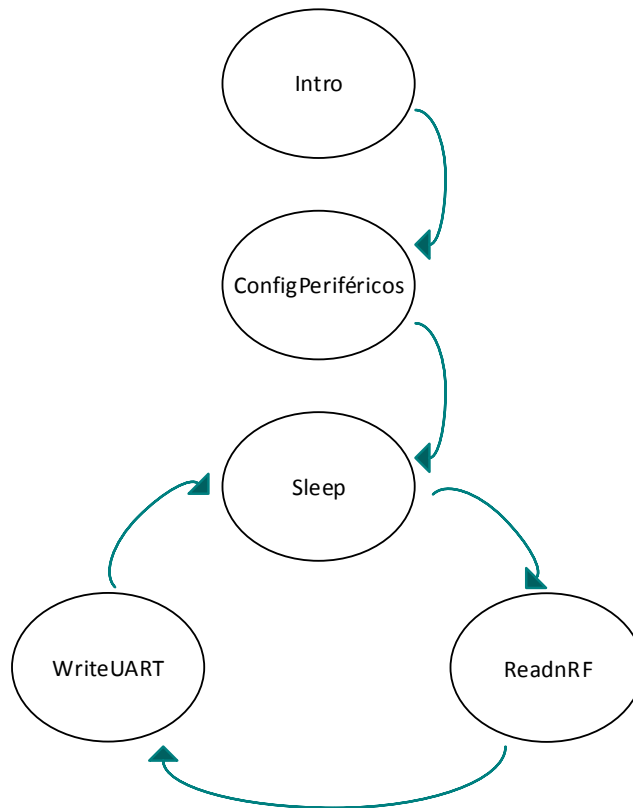 Intro
ConfigPeriféricos
Sleep
WriteUART
ReadnRF